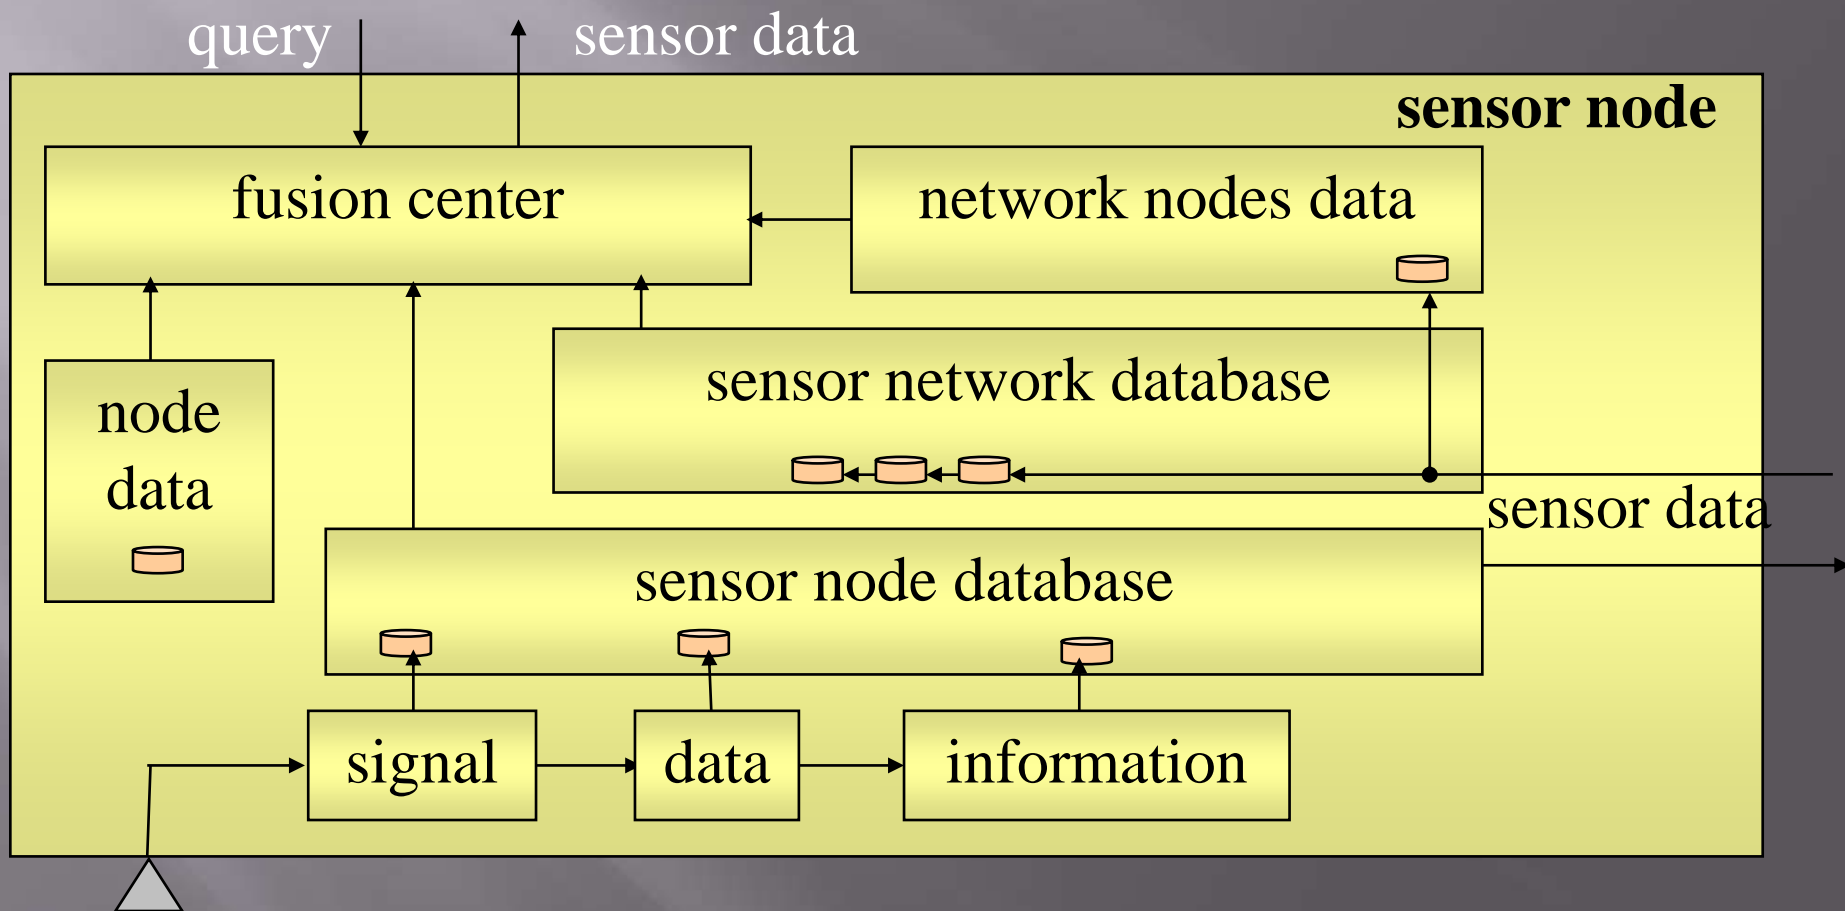 query
sensor data
sensor node
fusion center
network nodes data
sensor network database
node
data
sensor data
sensor node database
signal
data
information